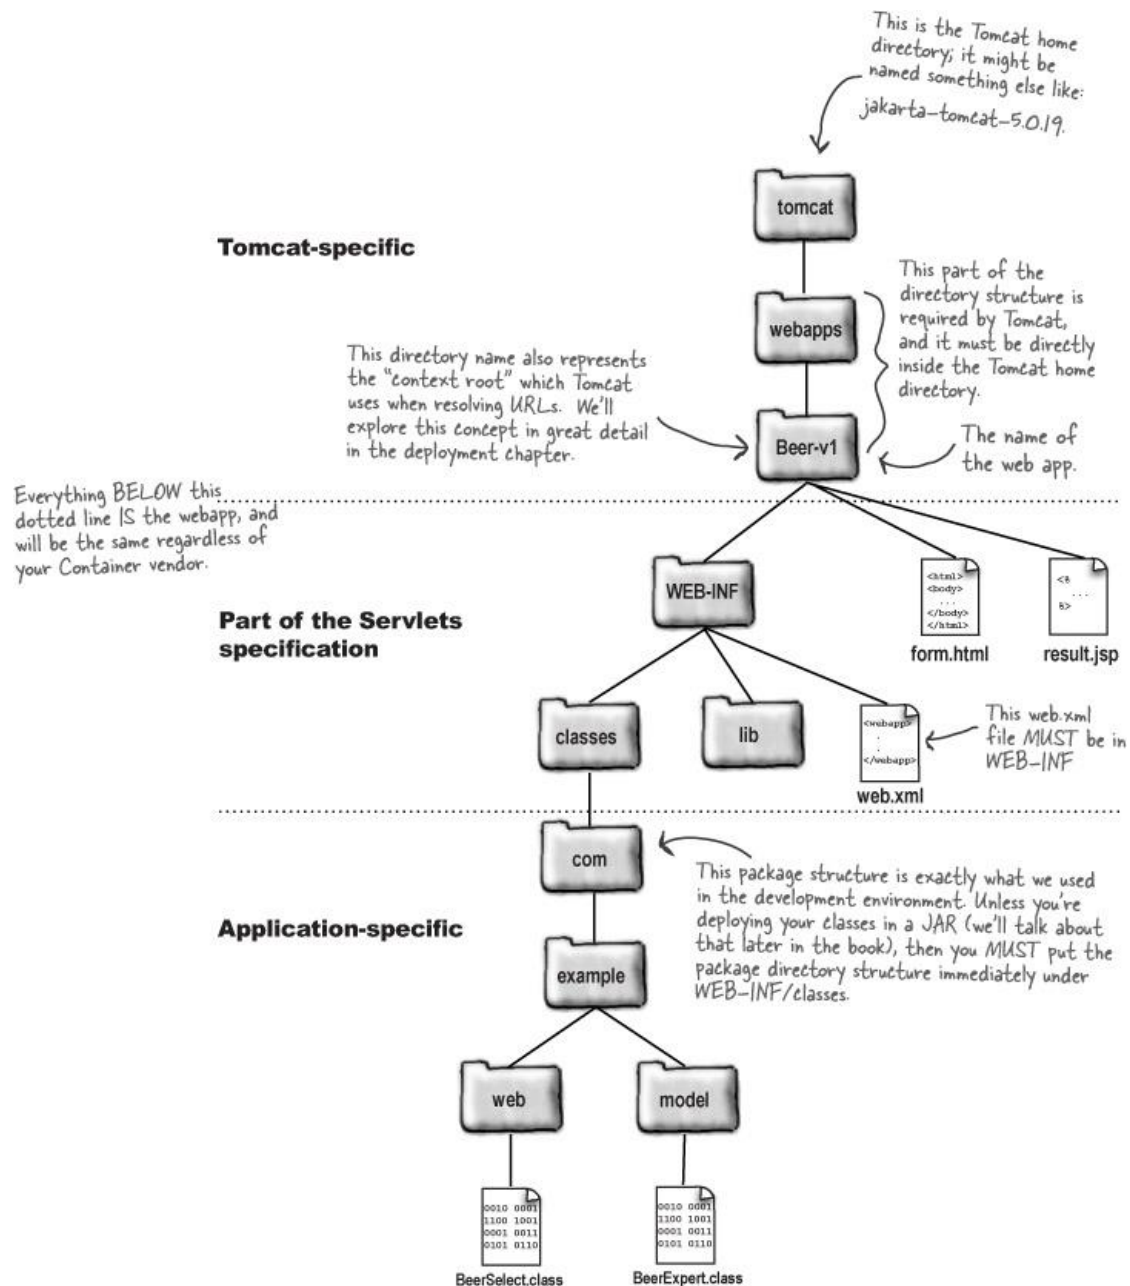 This is the Tomcat home
directory; it might be
named something else like:
jakarta-tomcat-5.0.19.
tomcat
Tomcat-specific
webapps
This part of the
directory structure is
required by Tomcat,
and it must be directly
inside the Tomcat home
directory.
This directory name also represents
the "context root" which Tomcat
uses when resolving URLs. We'll
explore this concept in great detail
in the deployment chapter.
Beer-v1
The name of
the web app.
Everything BELOW this
dotted line IS the webapp, and
will be the same regardless of
your Container vendor.
WEB-INF
<html>
<body>
...
</body>
</html>
form.html
<%
...
%>
result.jsp
Part of the Servlets
specification
classes
lib
<webapp>
.
.
</webapp>
web.xml
This web.xml
file MUST be in
WEB-INF
com
This package structure is exactly what we used
in the development environment. Unless you're
deploying your classes in a JAR (we'll talk about
that later in the book), then you MUST put the
package directory structure immediately under
WEB-INF/classes.
Application-specific
example
web
model
0010 0001
1100 1001
0001 0011
0101 0110
BeerSelect.class
0010 0001
1100 1001
0001 0011
0101 0110
BeerExpert.class